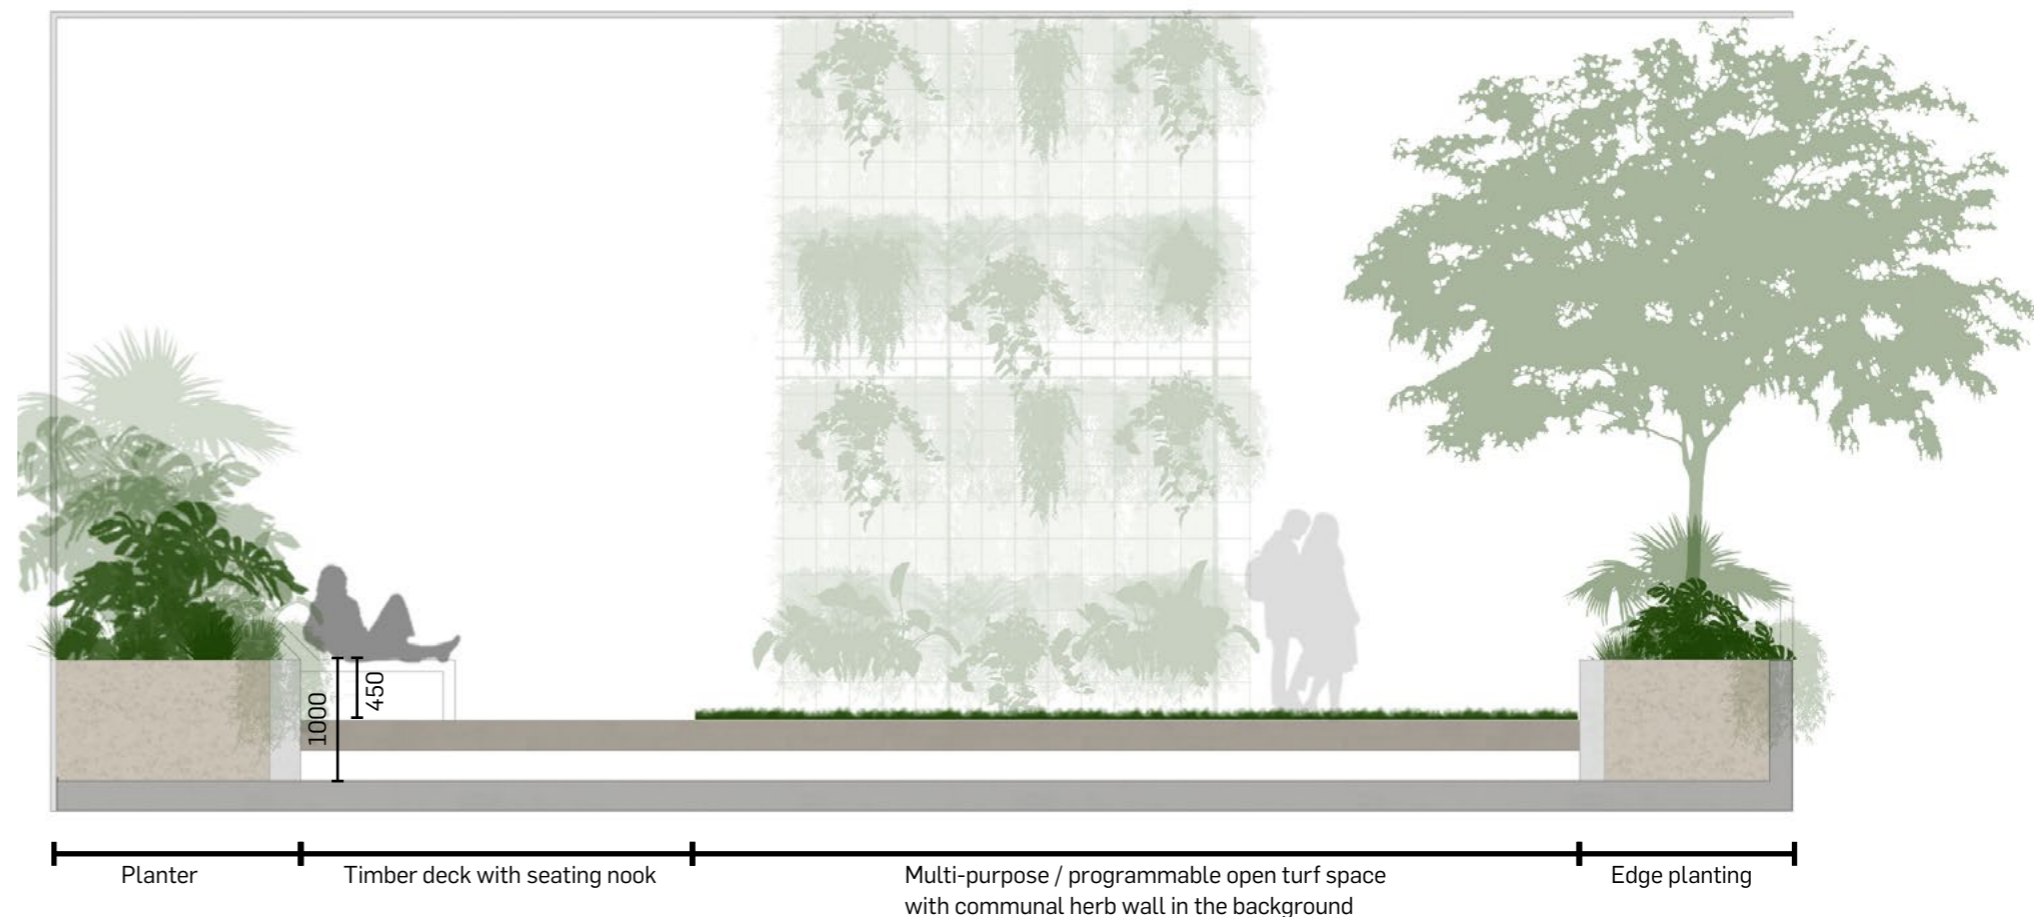 1000
450
Planter
Timber deck with seating nook
Multi-purpose / programmable open turf space
with communal herb wall in the background
Edge planting